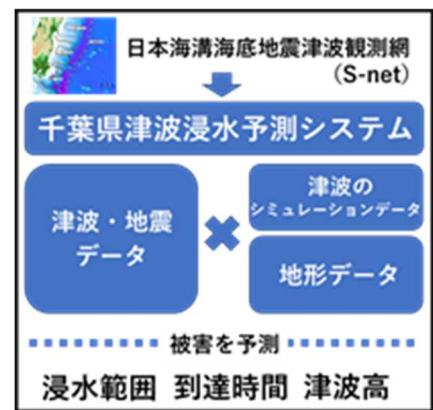 日本海溝海底地震津波観測網
（S-net）
千葉県津波浸水予測システム
津波・地震
データ
津波の
シミュレーションデータ
地形データ
被害を予測
浸水範囲 到達時間 津波高